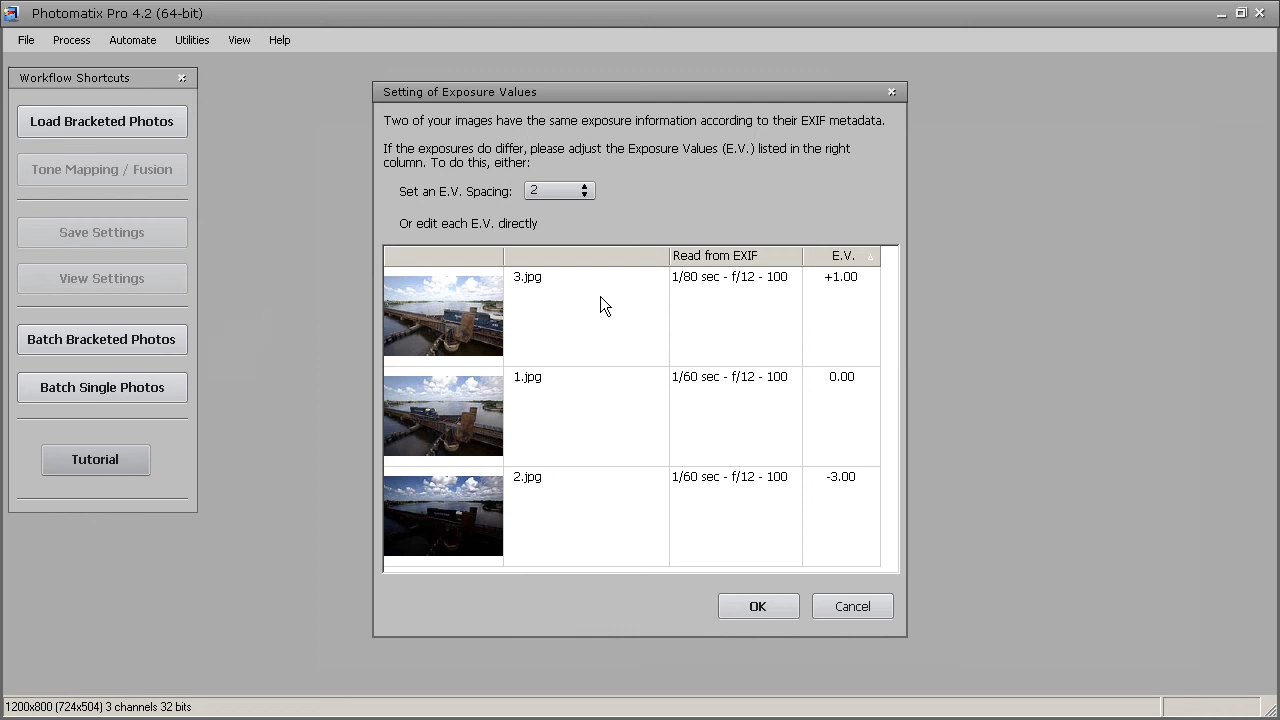 Photomatix Pro 4.2 (64-bit)
File Process Automate Utilities View Help
Workflow Shortcuts
Load Bracketed Photos
Tone Mapping / Fusion
Save Settings
View Settings
Batch Bracketed Photos
Batch Single Photos
Tutorial
Setting of Exposure Values
Two of your images have the same exposure information according to their EXIF metadata.
If the exposures do differ, please adjust the Exposure Values (E.V.) listed in the right
column. To do this, either:
Set an E.V. Spacing: 2
Or edit each E.V. directly
Read from EXIF E.V.
3.jpg 1/80 sec - f/12 - 100 +1.00
1.jpg 1/60 sec - f/12 - 100 0.00
2.jpg 1/60 sec - f/12 - 100 -3.00
OK Cancel
1200x800 (724x504) 3 channels 32 bits